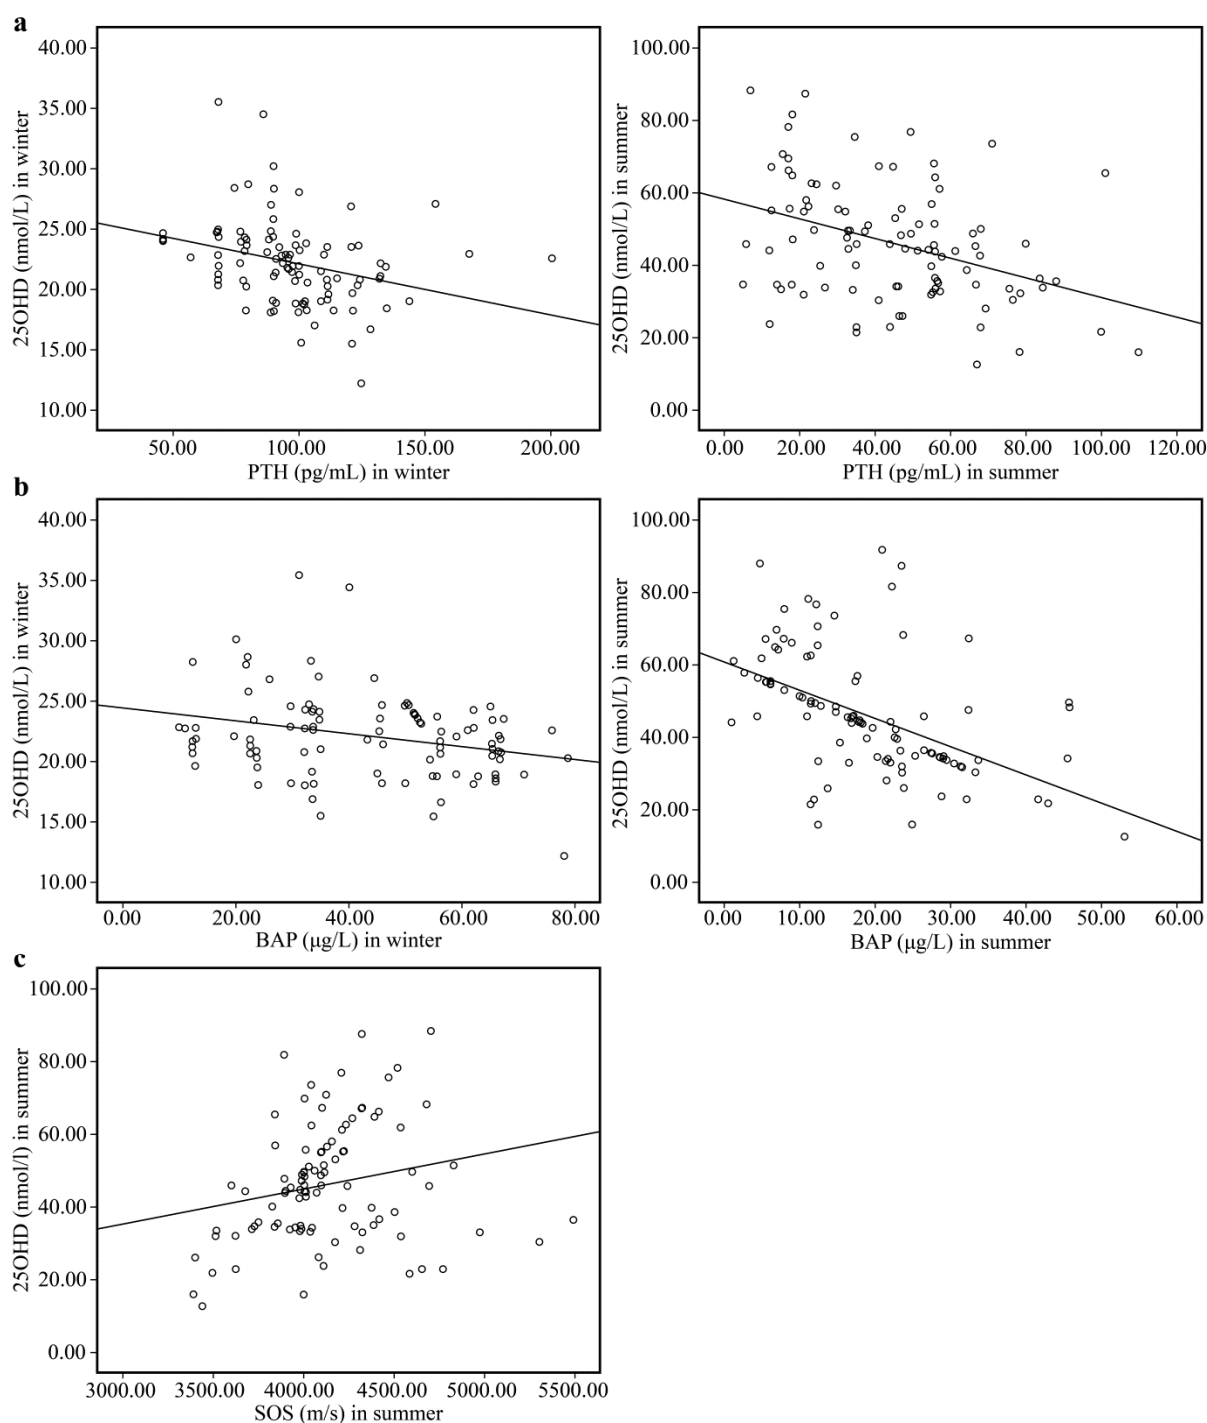 a
40.00
35.00
30.00
25.00
20.00
15.00
10.00
25OHD (nmol/L) in winter
50.00 100.00 150.00 200.00
PTH (pg/mL) in winter
100.00
80.00
60.00
40.00
20.00
0.00
25OHD (nmol/L) in summer
0.00 20.00 40.00 60.00 80.00 100.00 120.00
PTH (pg/mL) in summer
b
40.00
35.00
30.00
25.00
20.00
15.00
10.00
25OHD (nmol/L) in winter
0.00 20.00 40.00 60.00 80.00
BAP (μg/L) in winter
100.00
80.00
60.00
40.00
20.00
0.00
25OHD (nmol/L) in summer
0.00 10.00 20.00 30.00 40.00 50.00 60.00
BAP (μg/L) in summer
c
100.00
80.00
60.00
40.00
20.00
0.00
25OHD (nmol/l) in summer
3000.00 3500.00 4000.00 4500.00 5000.00 5500.00
SOS (m/s) in summer